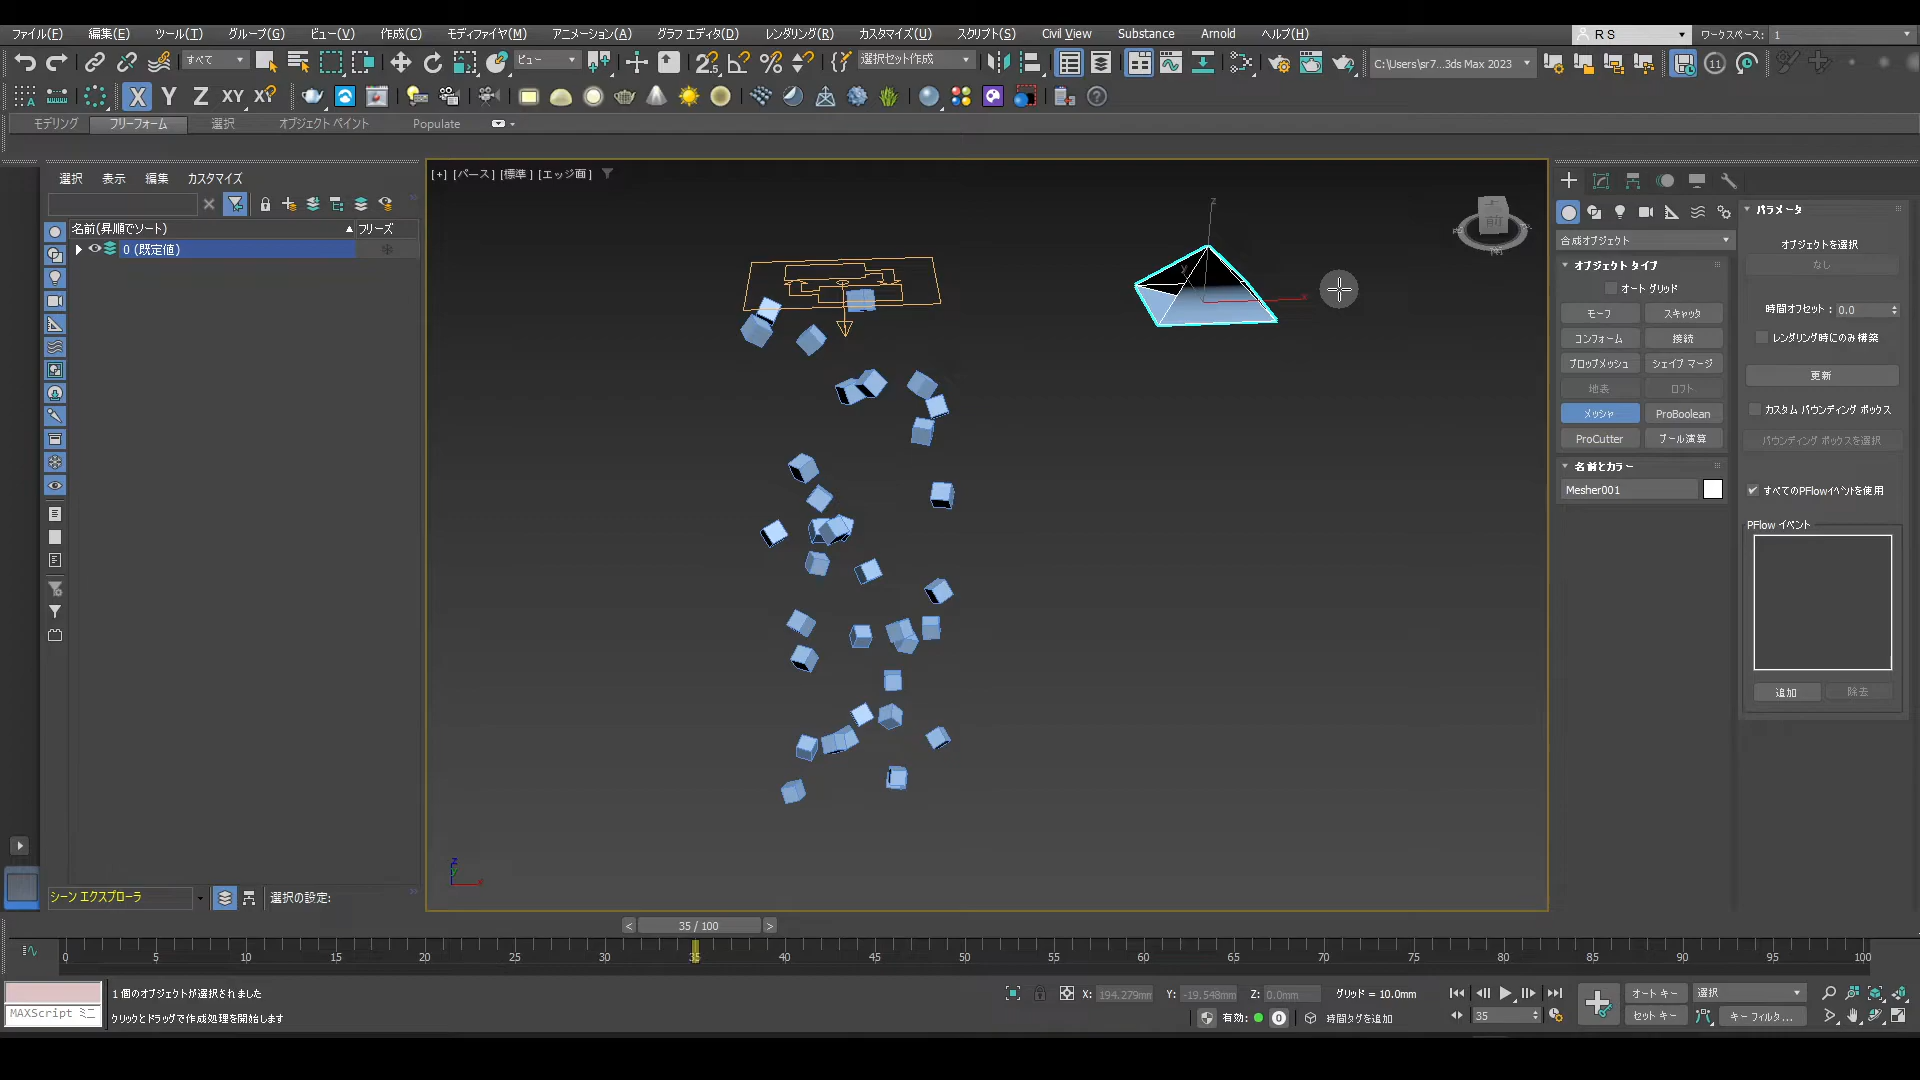 ファイル(F) 編集(E) ツール(T) グループ(G) ビュー(V) 作成(C) モディファイヤ(M) アニメーション(A) グラフ エディタ(D) レンダリング(R) カスタマイズ(U) スクリプト(S) Civil View Substance Arnold ヘルプ(H) R S ワークスペース: 1
すべて ビュー 選択セット作成 C:\Users\sr7...3ds Max 2023
X Y Z XY XY
モデリング フリーフォーム 選択 オブジェクト ペイント Populate
選択 表示 編集 カスタマイズ
名前(昇順でソート) フリーズ
0 (既定値)
[+] [パース] [標準] [エッジ面]
z
y
x
前
合成オブジェクト
オブジェクト タイプ
オート グリッド
モーフ スキャッタ
コンフォーム 接続
ブロッブメッシュ シェイプ マージ
地表 ロフト
メッシャ ProBoolean
ProCutter ブール演算
名前とカラー
Mesher001
パラメータ
オブジェクトを選択
なし
時間オフセット: 0.0
レンダリング時にのみ構築
更新
カスタム バウンディング ボックス
バウンディング ボックスを選択
すべてのPFlowイベントを使用
PFlow イベント
追加 除去
シーン エクスプローラ 選択の設定:
< 35 / 100 >
0 5 10 15 20 25 30 35 40 45 50 55 60 65 70 75 80 85 90 95 100
1 個のオブジェクトが選択されました
MAXScript ミニ
クリックとドラッグで作成処理を開始します
X: 194.279mm Y: -19.548mm Z: 0.0mm グリッド = 10.0mm
有効: 0 時間タグを追加
35
オート キー 選択
セット キー キー フィルタ...